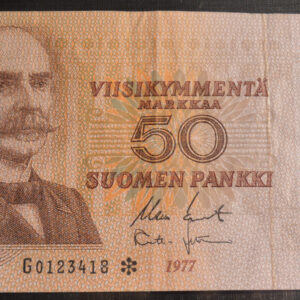 VIISIKYMMENTÄ
MARKKAA
50
SUOMEN PANKKI
G0123418 * 1977